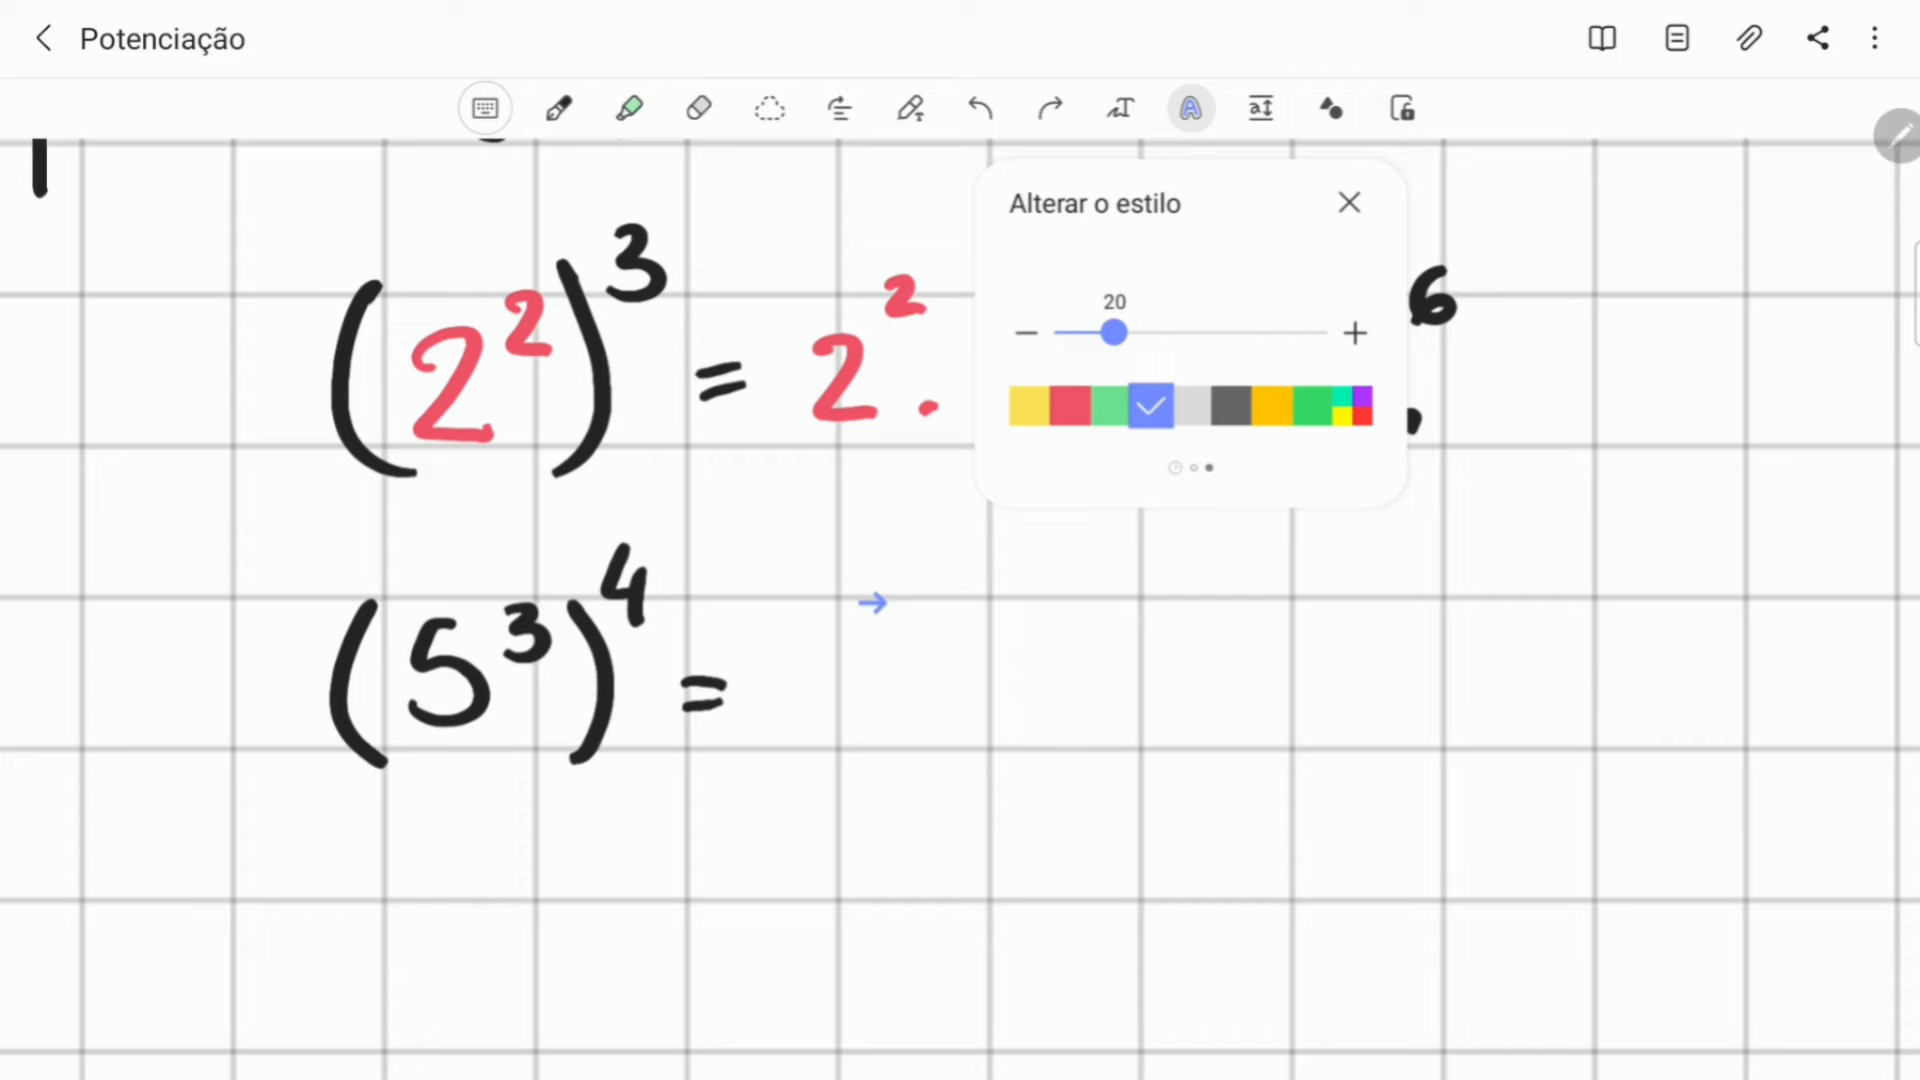 Potenciação
Alterar o estilo
20
(2²)³ = 2² . 6
(5³)⁴ =